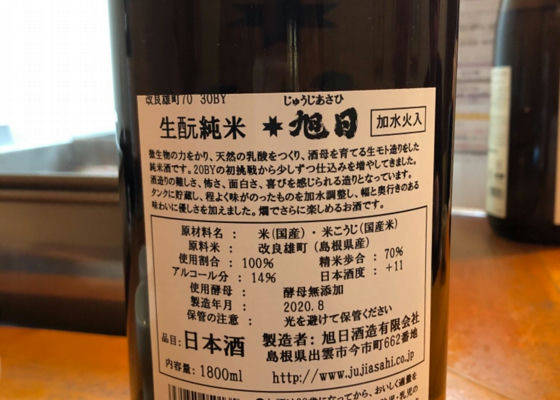 改良雄町70 30BY
じゅうじあさひ
生酛純米 旭日 加水火入
微生物の力をかり、天然の乳酸をつくり、酒母を育てる生モト造りをした
純米酒です。20BYの初挑戦から少しずつ仕込みを増やしてきました。
酒造りの難しさ、怖さ、面白さ、喜びを感じられる造りとなっています。
タンクに貯蔵し、程よく味がのったものを加水調整し、幅と奥行きのある
味わいに優しさを加えました。燗でさらに楽しめるお酒です。
原材料名 : 米(国産)・米こうじ(国産米)
原料米 : 改良雄町 (島根県産)
使用割合 : 100% 精米歩合 : 70%
アルコール分 : 14% 日本酒度 : +11
使用酵母 : 酵母無添加
製造年月 : 2020.8
保管の注意 : 光を避けて保管ください
品目: 日本酒 製造者: 旭日酒造有限会社
島根県出雲市今市町662番地
内容量: 1800ml http://www.jujiasahi.co.jp